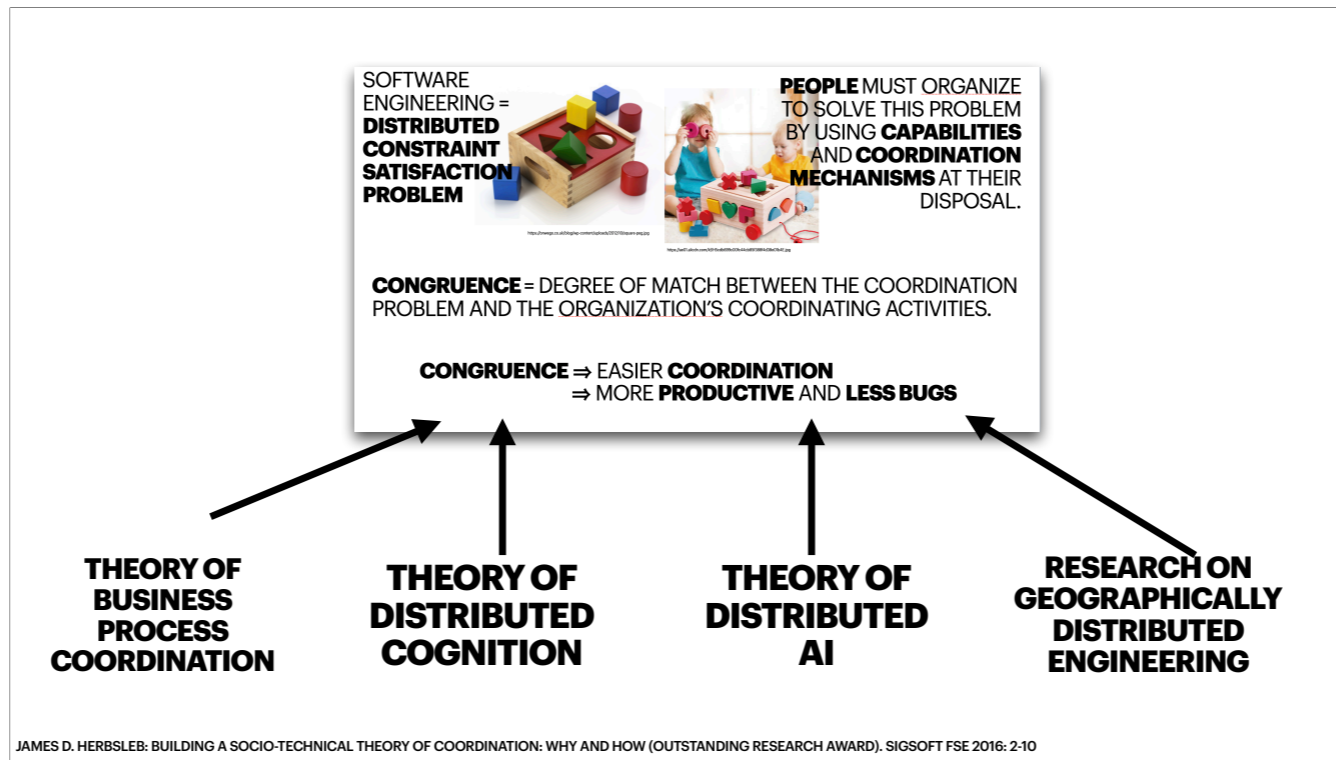 SOFTWARE
ENGINEERING =
DISTRIBUTED
CONSTRAINT
SATISFACTION
PROBLEM
PEOPLE MUST ORGANIZE
TO SOLVE THIS PROBLEM
BY USING CAPABILITIES
AND COORDINATION
MECHANISMS AT THEIR
DISPOSAL.
CONGRUENCE = DEGREE OF MATCH BETWEEN THE COORDINATION
PROBLEM AND THE ORGANIZATION'S COORDINATING ACTIVITIES.
CONGRUENCE ⇒ EASIER COORDINATION
⇒ MORE PRODUCTIVE AND LESS BUGS
THEORY OF
BUSINESS
PROCESS
COORDINATION
THEORY OF
DISTRIBUTED
COGNITION
THEORY OF
DISTRIBUTED
AI
RESEARCH ON
GEOGRAPHICALLY
DISTRIBUTED
ENGINEERING
JAMES D. HERBSLEB: BUILDING A SOCIO-TECHNICAL THEORY OF COORDINATION: WHY AND HOW (OUTSTANDING RESEARCH AWARD). SIGSOFT FSE 2016: 2-10